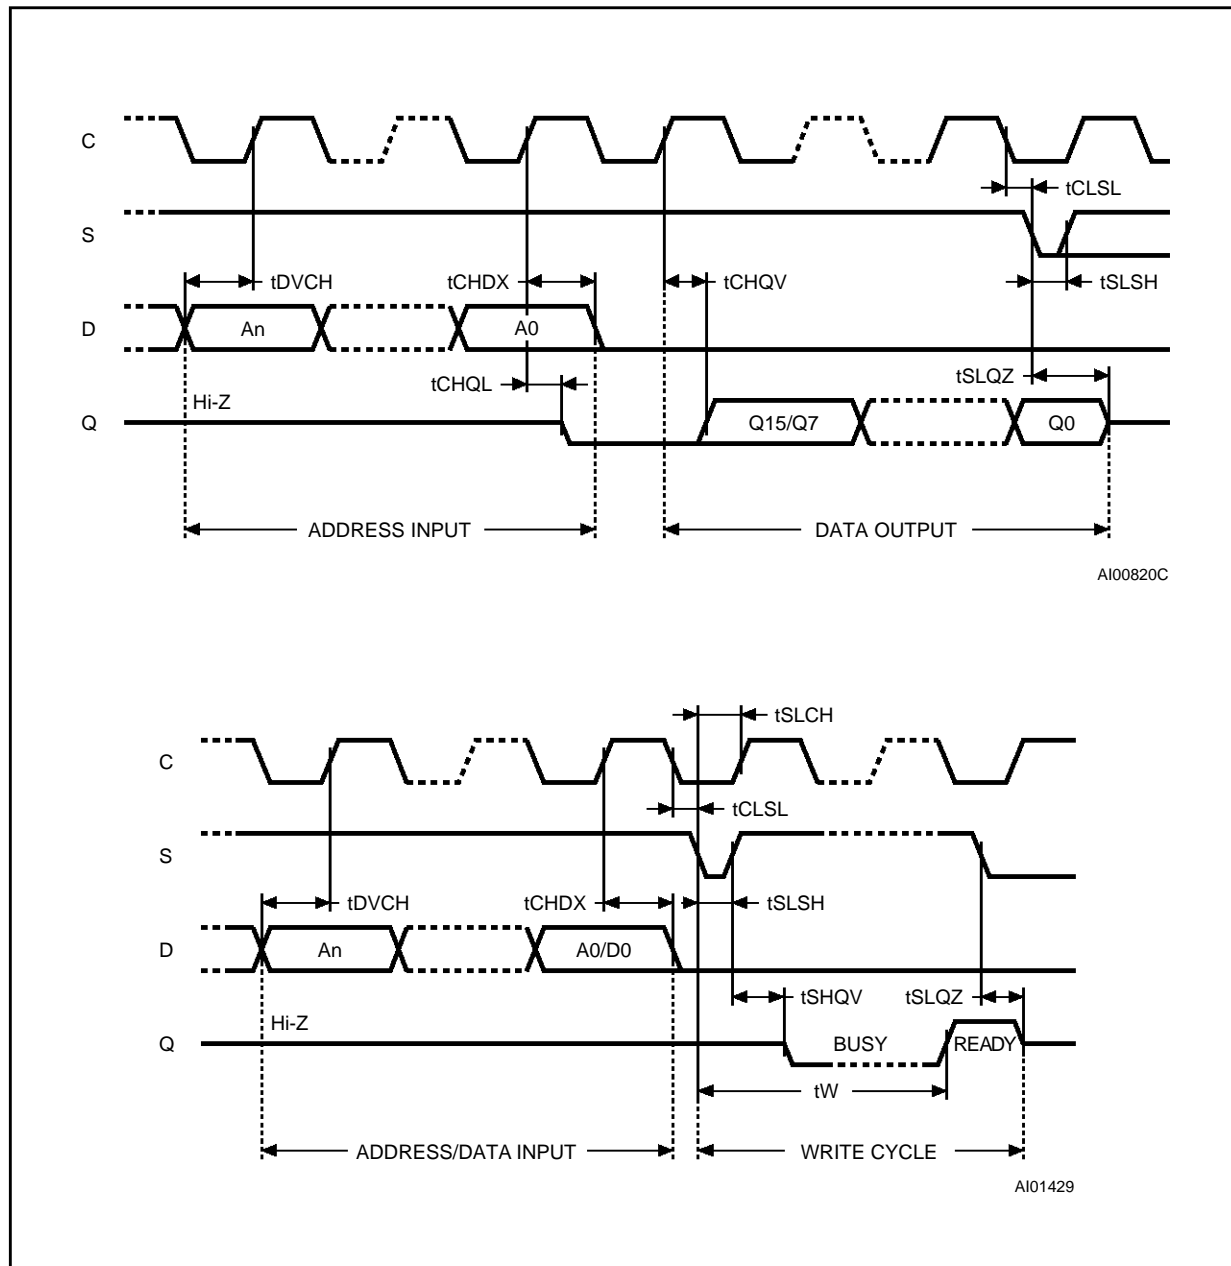 C
tCLSL
S
tDVCH tCHDX tCHQV tSLSH
D An A0
tCHQL tSLQZ
Hi-Z
Q Q15/Q7 Q0
ADDRESS INPUT DATA OUTPUT
AI00820C
tSLCH
C
tCLSL
S
tDVCH tCHDX tSLSH
D An A0/D0
tSHQV tSLQZ
Hi-Z
Q BUSY READY
tW
ADDRESS/DATA INPUT WRITE CYCLE
AI01429